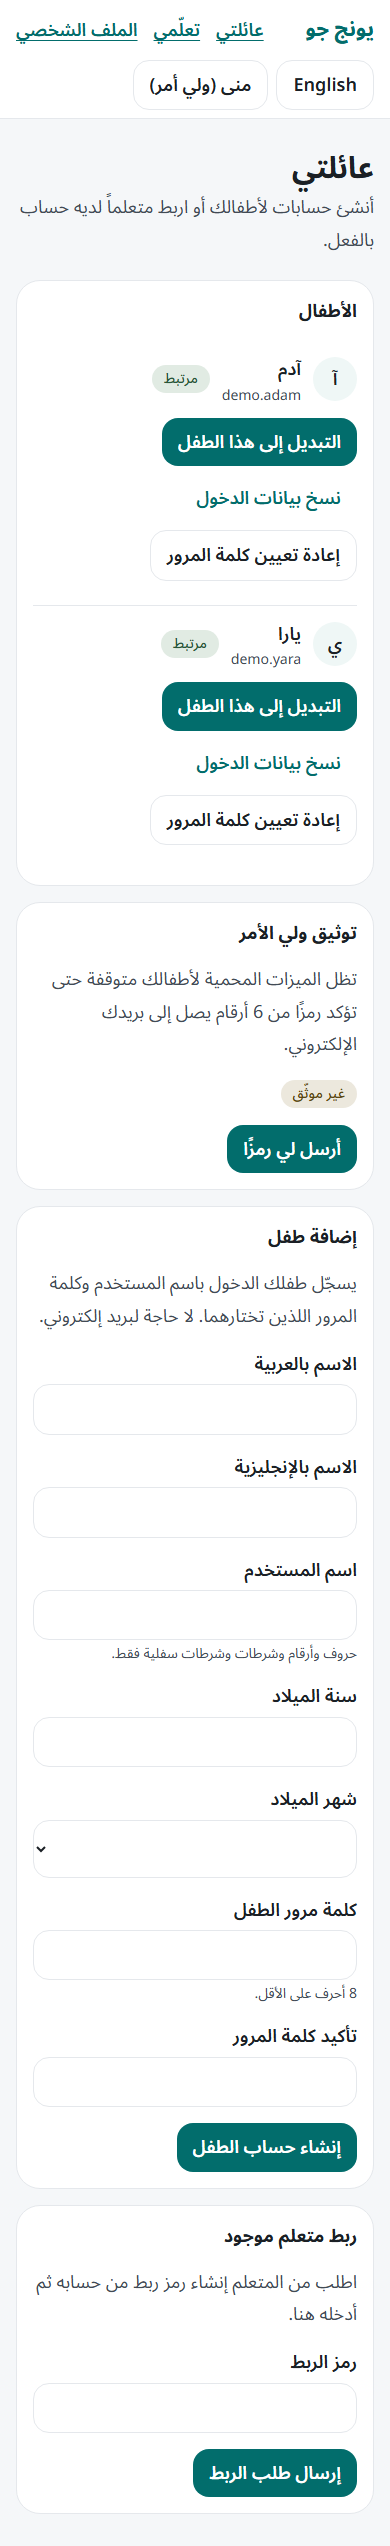 يونج جو
عائلتي
تعلّمي
الملف الشخصي
English
منى (ولي أمر)
عائلتي
أنشئ حسابات لأطفالك أو اربط متعلماً لديه حساب
بالفعل.
الأطفال
آ
آدم
demo.adam
مرتبط
التبديل إلى هذا الطفل
نسخ بيانات الدخول
إعادة تعيين كلمة المرور
ي
يارا
demo.yara
مرتبط
التبديل إلى هذا الطفل
نسخ بيانات الدخول
إعادة تعيين كلمة المرور
توثيق ولي الأمر
تظل الميزات المحمية لأطفالك متوقفة حتى
تؤكد رمزًا من 6 أرقام يصل إلى بريدك
الإلكتروني.
غير موثّق
أرسل لي رمزًا
إضافة طفل
يسجّل طفلك الدخول باسم المستخدم وكلمة
المرور اللذين تختارهما. لا حاجة لبريد إلكتروني.
الاسم بالعربية
الاسم بالإنجليزية
اسم المستخدم
حروف وأرقام وشرطات وشرطات سفلية فقط.
سنة الميلاد
شهر الميلاد
كلمة مرور الطفل
8 أحرف على الأقل.
تأكيد كلمة المرور
إنشاء حساب الطفل
ربط متعلم موجود
اطلب من المتعلم إنشاء رمز ربط من حسابه ثم
أدخله هنا.
رمز الربط
إرسال طلب الربط